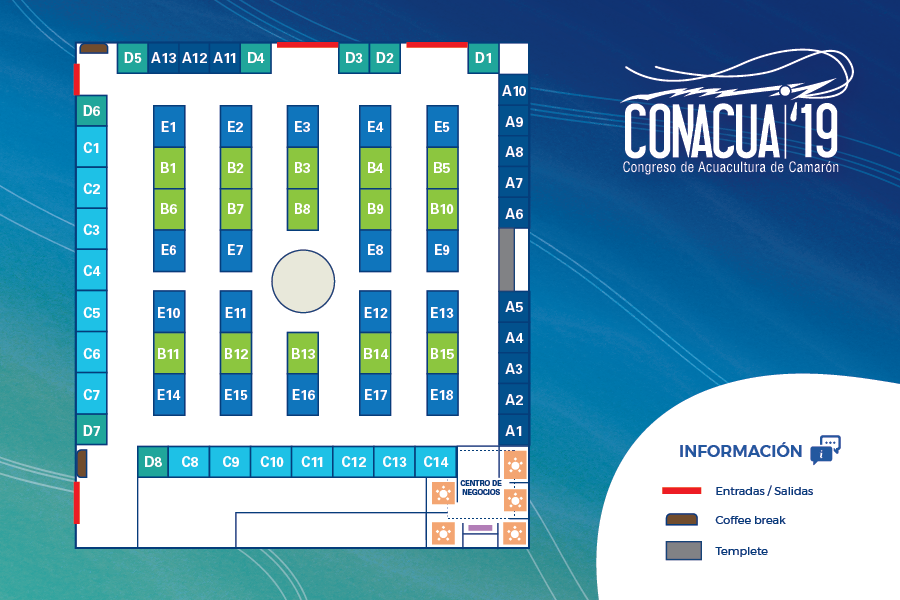 D5 A13 A12 A11 D4 D3 D2 D1
A10
D6 A9
E1 E2 E3 E4 E5
C1 A8
B1 B2 B3 B4 B5
C2 A7
B6 B7 B8 B9 B10
C3 A6
E6 E7 E8 E9
C4
C5 E10 E11 E12 E13 A5
A4
C6 B11 B12 B13 B14 B15
A3
C7 E14 E15 E16 E17 E18 A2
D7 A1
D8 C8 C9 C10 C11 C12 C13 C14
CENTRO DE
NEGOCIOS
CONACUA '19
Congreso de Acuacultura de Camarón
INFORMACIÓN
i
Entradas / Salidas
Coffee break
Templete